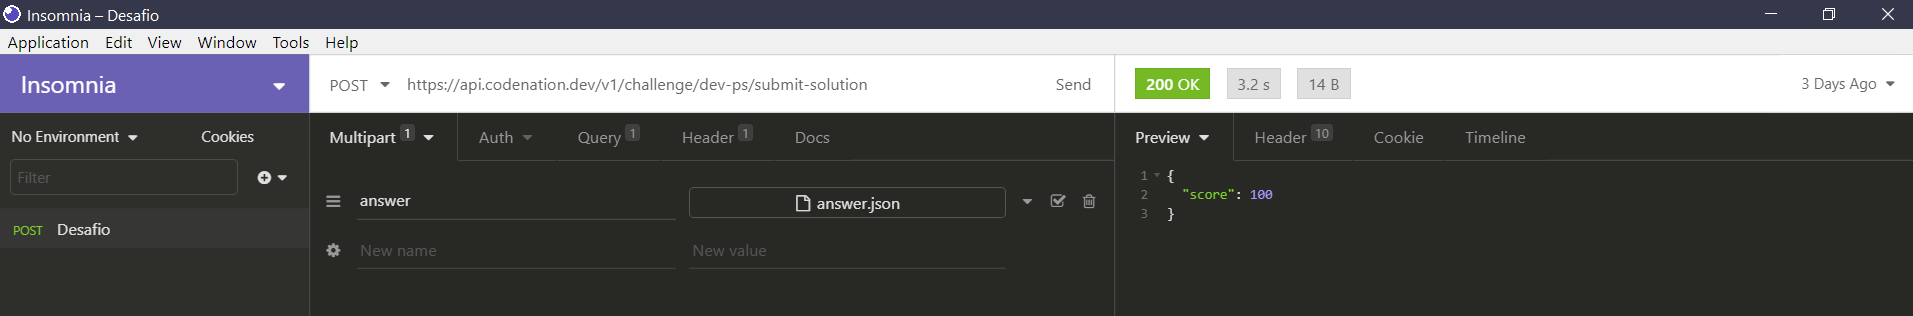 Insomnia – Desafio
Application Edit View Window Tools Help
Insomnia
POST https://api.codenation.dev/v1/challenge/dev-ps/submit-solution Send
200 OK 3.2 s 14 B 3 Days Ago
No Environment Cookies
Filter
POST Desafio
Multipart 1 Auth Query 1 Header 1 Docs
answer answer.json
New name New value
Preview Header 10 Cookie Timeline
1 {
2 "score": 100
3 }